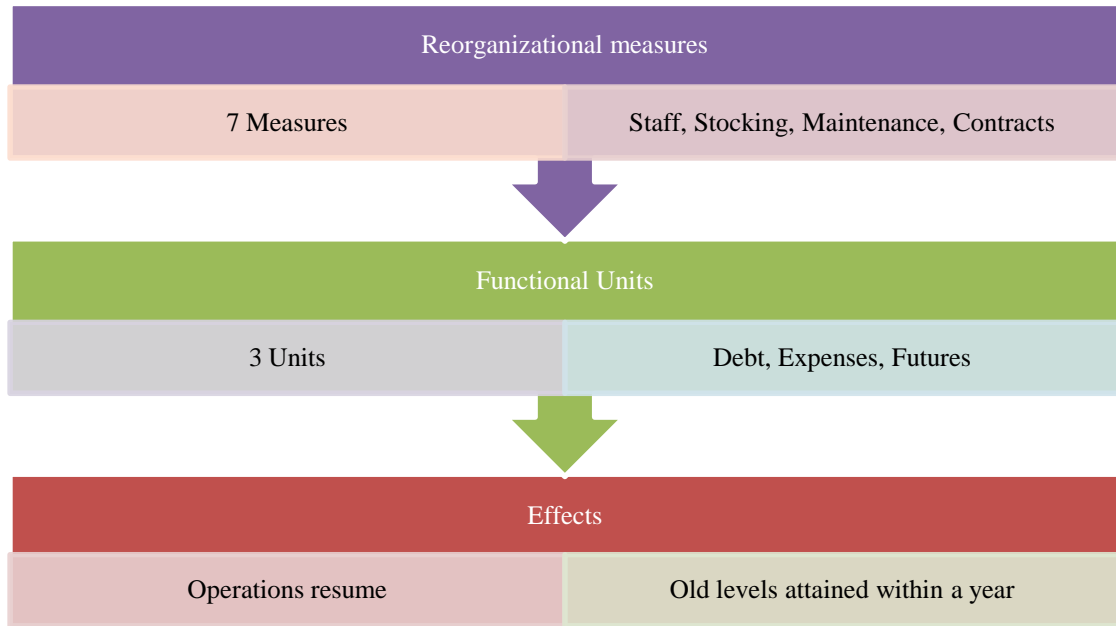 Reorganizational measures
7 Measures
Staff, Stocking, Maintenance, Contracts
Functional Units
3 Units
Debt, Expenses, Futures
Effects
Operations resume
Old levels attained within a year